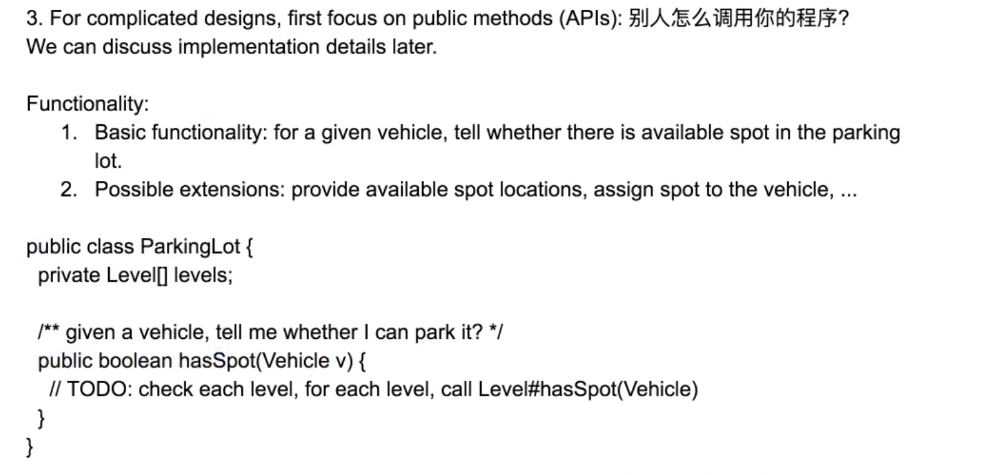 3. For complicated designs, first focus on public methods (APIs): 别人怎么调用你的程序?
We can discuss implementation details later.
Functionality:
1. Basic functionality: for a given vehicle, tell whether there is available spot in the parking
lot.
2. Possible extensions: provide available spot locations, assign spot to the vehicle, ...
public class ParkingLot {
private Level[] levels;
/** given a vehicle, tell me whether I can park it? */
public boolean hasSpot(Vehicle v) {
// TODO: check each level, for each level, call Level#hasSpot(Vehicle)
}
}